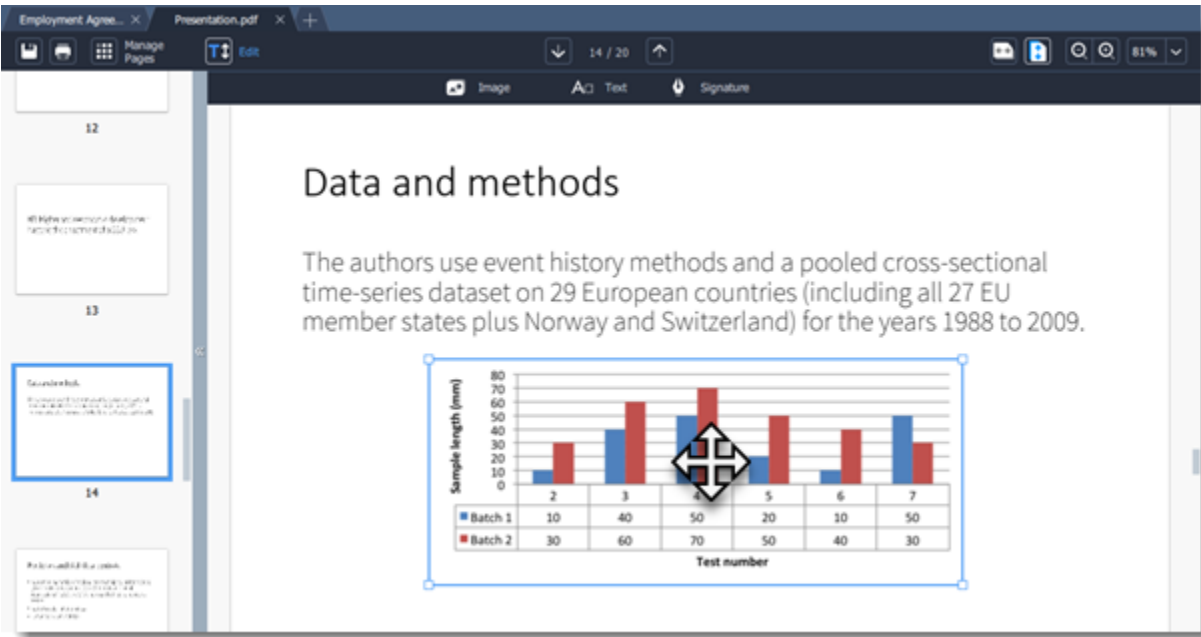 Employment Agree...
Presentation.pdf
Manage
Pages
Edit
14 / 20
81%
Image
Text
Signature
12
13
14
Data and methods
The authors use event history methods and a pooled cross-sectional
time-series dataset on 29 European countries (including all 27 EU
member states plus Norway and Switzerland) for the years 1988 to 2009.
Sample length (mm)
80
70
60
50
40
30
20
10
0
2 3 4 5 6 7
Batch 1 10 40 50 20 10 50
Batch 2 30 60 70 50 40 30
Test number